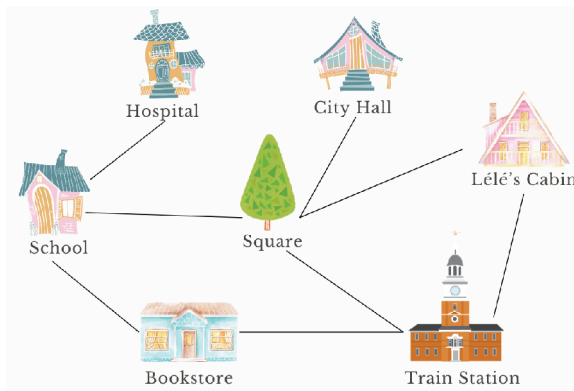 Hospital
City Hall
Lélé's Cabin
School
Square
Bookstore
Train Station